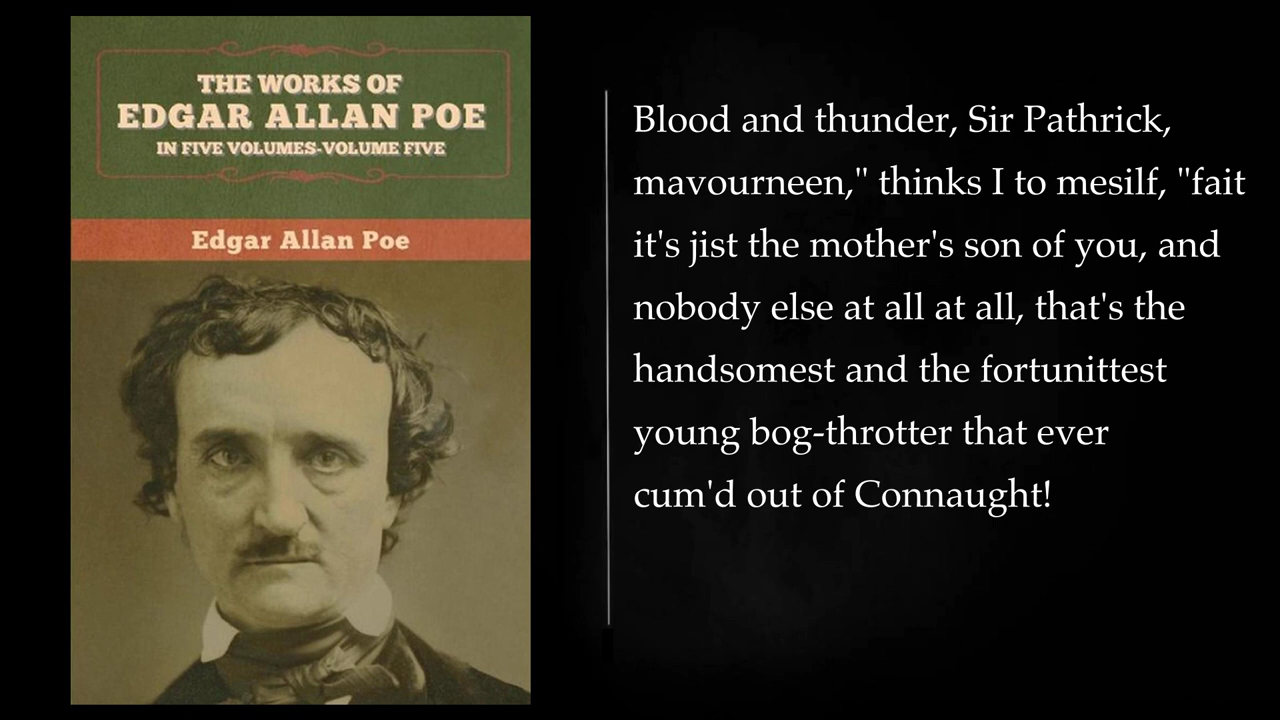 THE WORKS OF
EDGAR ALLAN POE
IN FIVE VOLUMES-VOLUME FIVE
Edgar Allan Poe
Blood and thunder, Sir Pathrick,
mavourneen," thinks I to mesilf, "fait
it's jist the mother's son of you, and
nobody else at all at all, that's the
handsomest and the fortunittest
young bog-throtter that ever
cum'd out of Connaught!